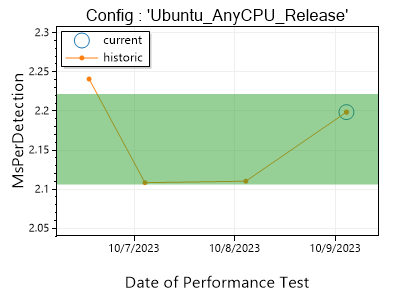 Config : 'Ubuntu_AnyCPU_Release'
2.3
current
historic
2.25
2.2
2.15
2.1
2.05
MsPerDetection
10/7/2023 10/8/2023 10/9/2023
Date of Performance Test